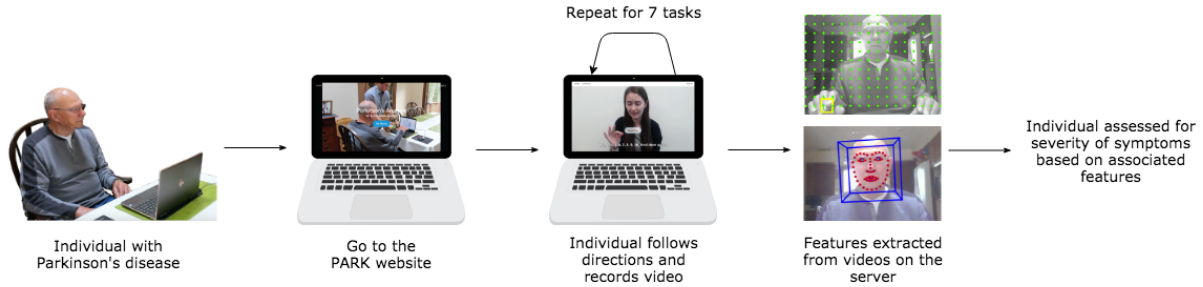 Repeat for 7 tasks
Individual with
Parkinson's disease
Go to the
PARK website
Individual follows
directions and
records video
Features extracted
from videos on the
server
Individual assessed for
severity of symptoms
based on associated
features